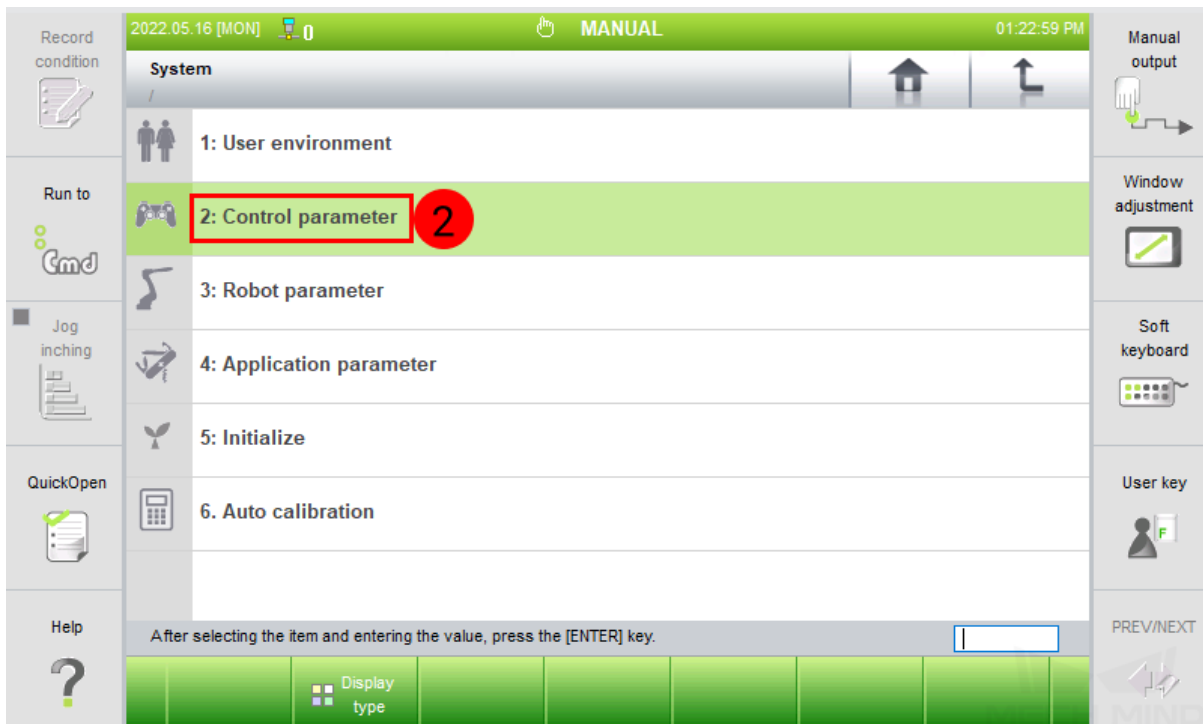 Record
condition
Run to
Cmd
Jog
inching
QuickOpen
Help
2022.05.16 [MON]
0
MANUAL
01:22:59 PM
System
/
1: User environment
2: Control parameter
2
3: Robot parameter
4: Application parameter
5: Initialize
6. Auto calibration
After selecting the item and entering the value, press the [ENTER] key.
Display
type
Manual
output
Window
adjustment
Soft
keyboard
User key
F
PREV/NEXT